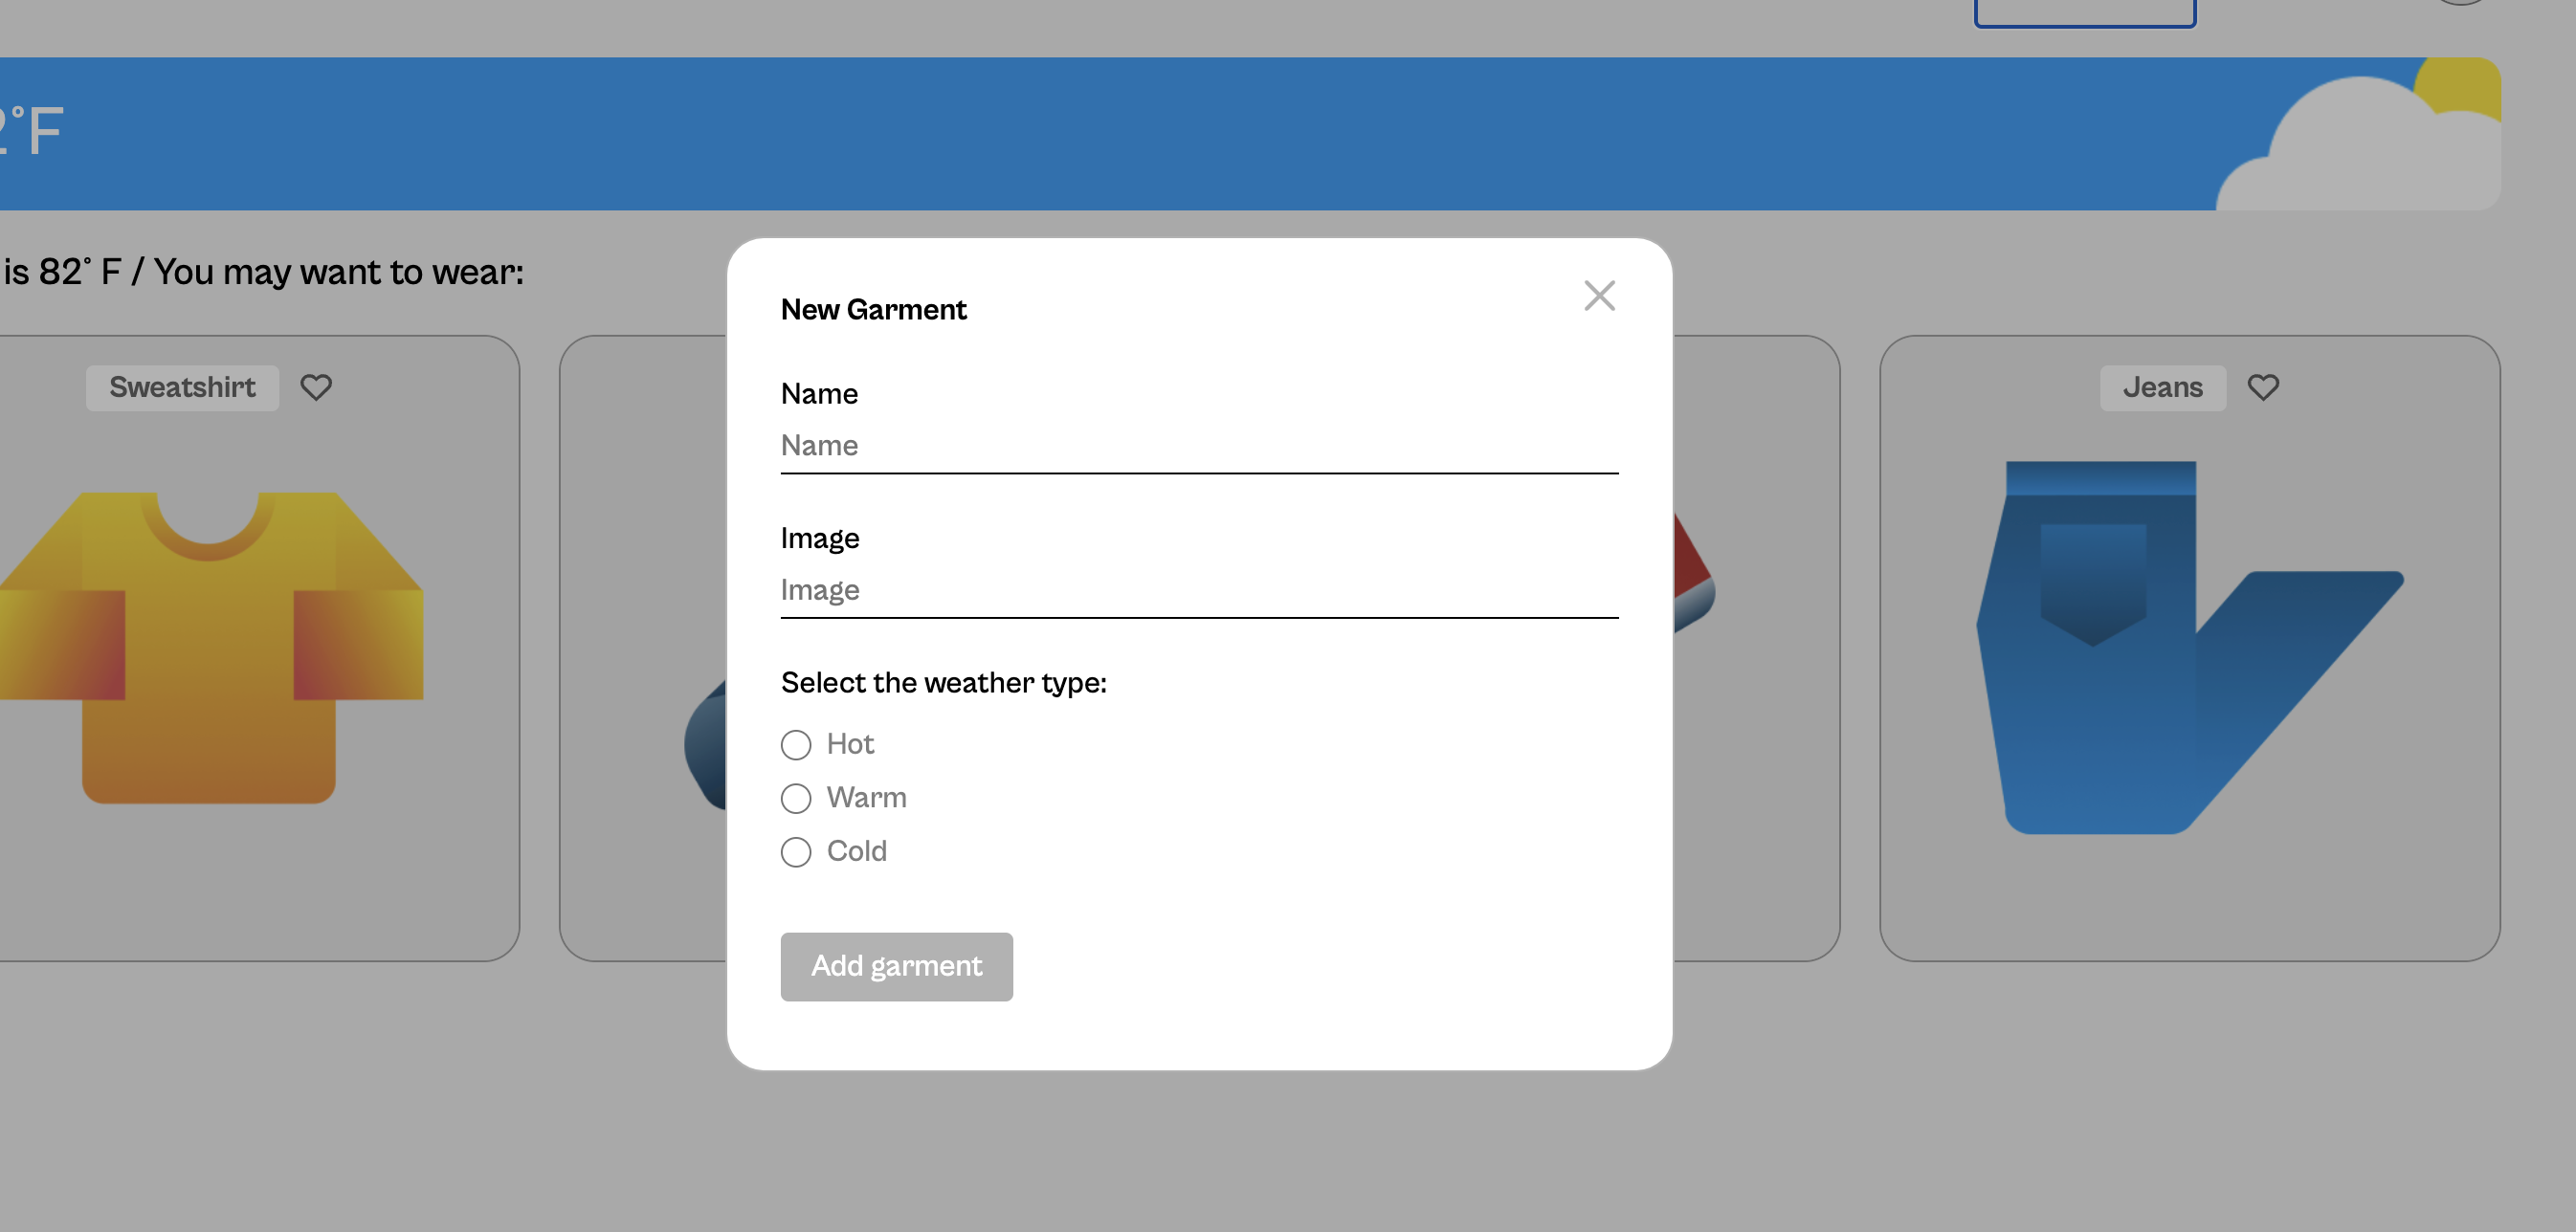 °F
is 82° F / You may want to wear:
Sweatshirt
Jeans
New Garment
Name
Name
Image
Image
Select the weather type:
Hot
Warm
Cold
Add garment